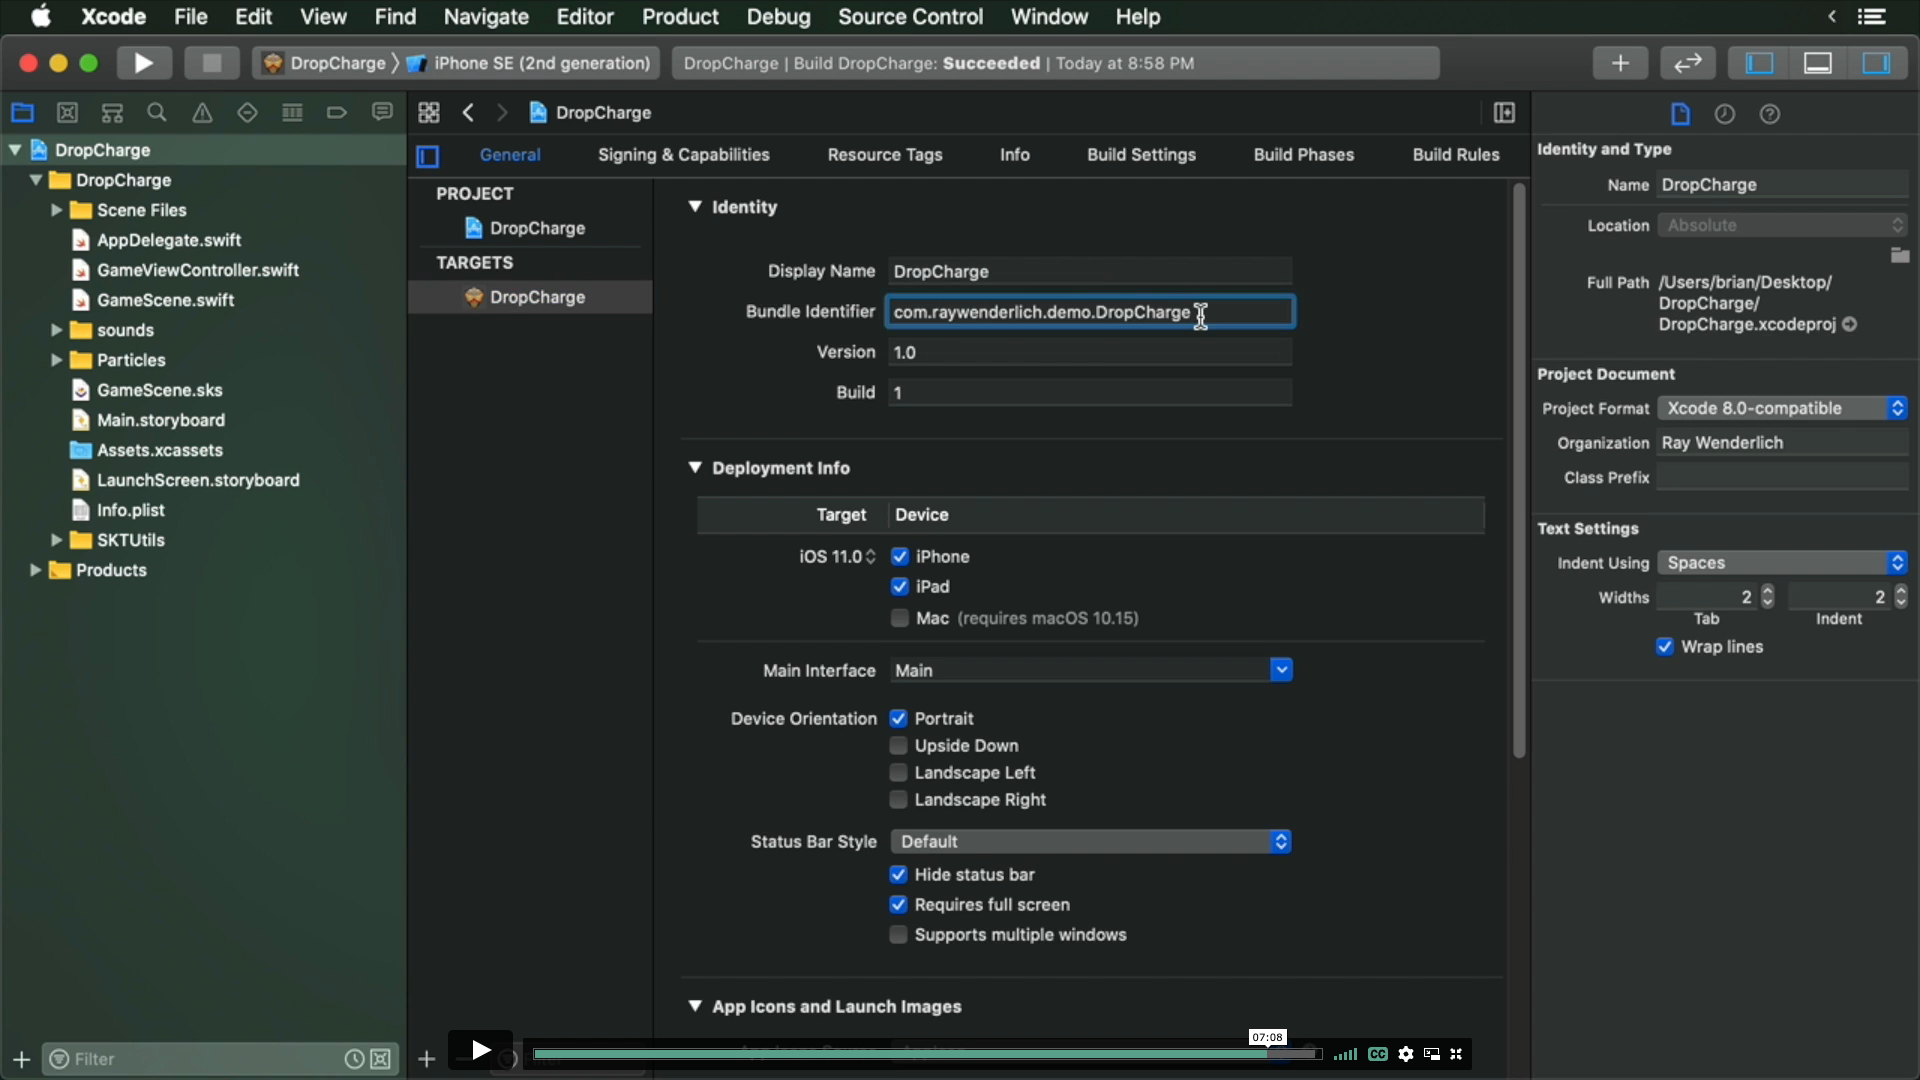 Xcode File Edit View Find Navigate Editor Product Debug Source Control Window Help
DropCharge iPhone SE (2nd generation)
DropCharge | Build DropCharge: Succeeded | Today at 8:58 PM
DropCharge
DropCharge
Scene Files
AppDelegate.swift
GameViewController.swift
GameScene.swift
sounds
Particles
GameScene.sks
Main.storyboard
Assets.xcassets
LaunchScreen.storyboard
Info.plist
SKTUtils
Products
Filter
DropCharge
General Signing & Capabilities Resource Tags Info Build Settings Build Phases Build Rules
PROJECT
DropCharge
TARGETS
DropCharge
Identity
Display Name DropCharge
Bundle Identifier com.raywenderlich.demo.DropCharge
Version 1.0
Build 1
Deployment Info
Target Device
iOS 11.0 iPhone
iPad
Mac (requires macOS 10.15)
Main Interface Main
Device Orientation Portrait
Upside Down
Landscape Left
Landscape Right
Status Bar Style Default
Hide status bar
Requires full screen
Supports multiple windows
App Icons and Launch Images
07:08
CC
Identity and Type
Name DropCharge
Location Absolute
Full Path /Users/brian/Desktop/
DropCharge/
DropCharge.xcodeproj
Project Document
Project Format Xcode 8.0-compatible
Organization Ray Wenderlich
Class Prefix
Text Settings
Indent Using Spaces
Widths 2 2
Tab Indent
Wrap lines